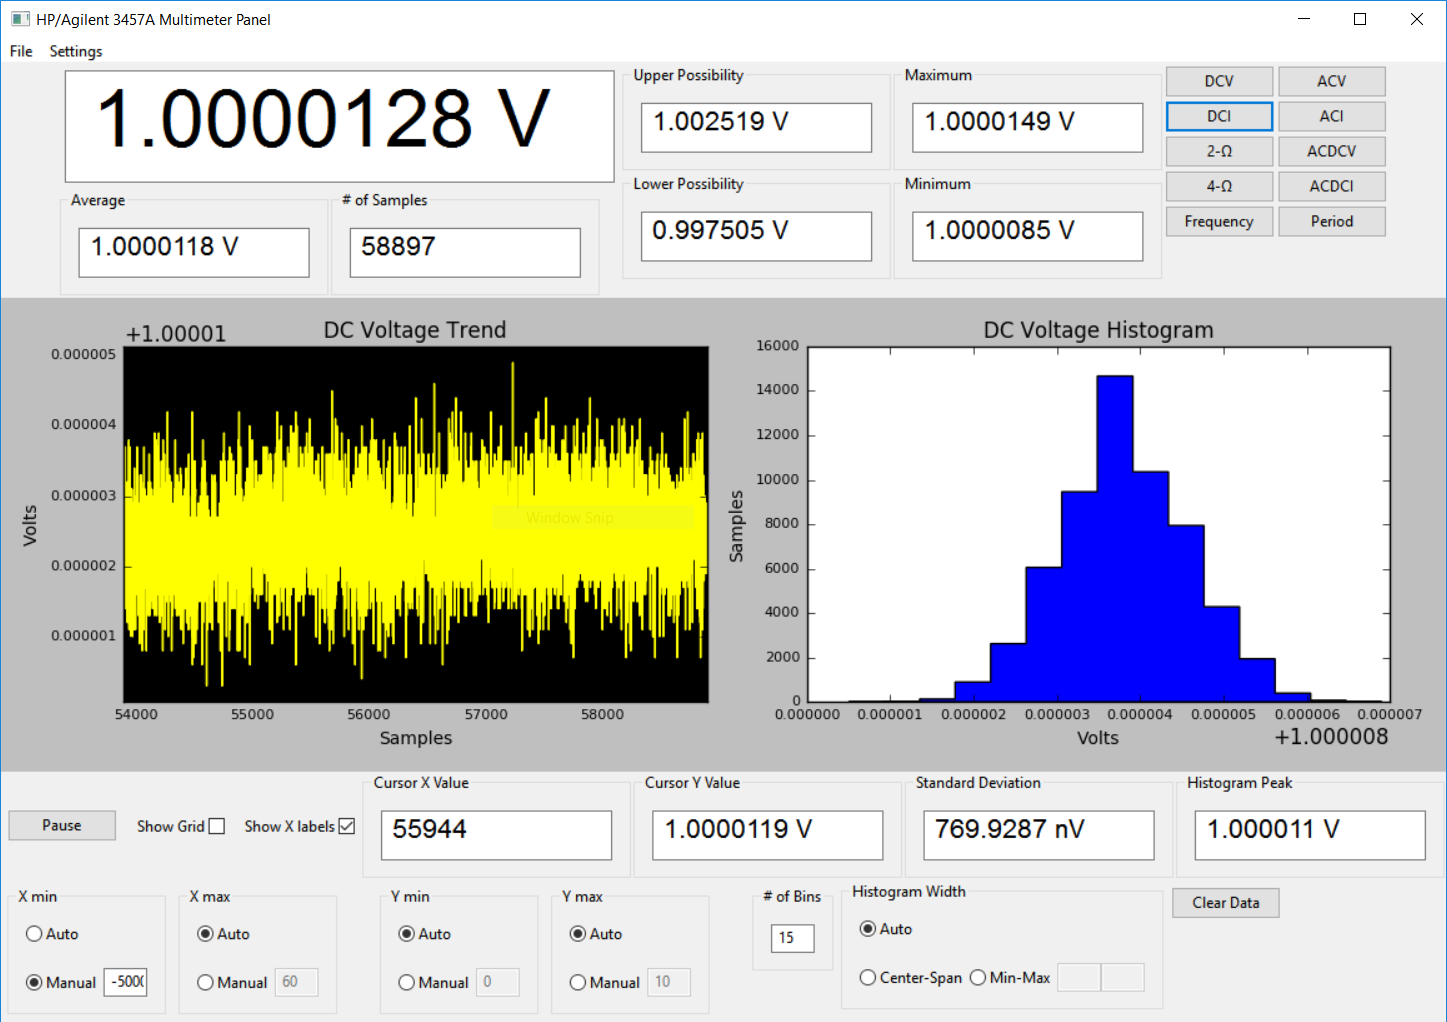 HP/Agilent 3457A Multimeter Panel
File Settings
1.0000128 V
Upper Possibility
1.002519 V
Maximum
1.0000149 V
DCV ACV
DCI ACI
2-Ω ACDCV
4-Ω ACDCI
Frequency Period
Lower Possibility
0.997505 V
Minimum
1.0000085 V
Average
1.0000118 V
# of Samples
58897
+1.00001
DC Voltage Trend
0.000005
0.000004
0.000003
0.000002
0.000001
Volts
Window Snip
54000 55000 56000 57000 58000
Samples
DC Voltage Histogram
16000
14000
12000
10000
8000
6000
4000
2000
0
Samples
0.000000 0.000001 0.000002 0.000003 0.000004 0.000005 0.000006 0.000007
Volts
+1.000008
Pause
Show Grid
Show X labels
Cursor X Value
55944
Cursor Y Value
1.0000119 V
Standard Deviation
769.9287 nV
Histogram Peak
1.000011 V
X min
Auto
Manual -500
X max
Auto
Manual 60
Y min
Auto
Manual 0
Y max
Auto
Manual 10
# of Bins
15
Histogram Width
Auto
Center-Span Min-Max
Clear Data